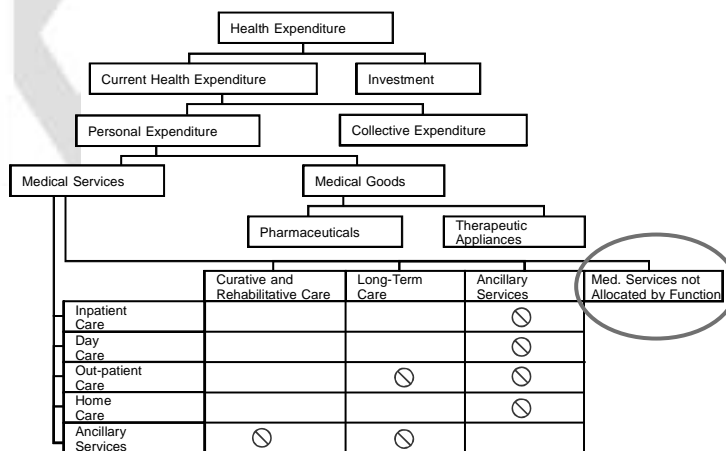 Health Expenditure
Current Health Expenditure
Investment
Personal Expenditure
Collective Expenditure
Medical Services
Medical Goods
Pharmaceuticals
Therapeutic
Appliances
Curative and
Rehabilitative Care
Long-Term
Care
Ancillary
Services
Med. Services not
Allocated by Function
Inpatient
Care
Day
Care
Out-patient
Care
Home
Care
Ancillary
Services